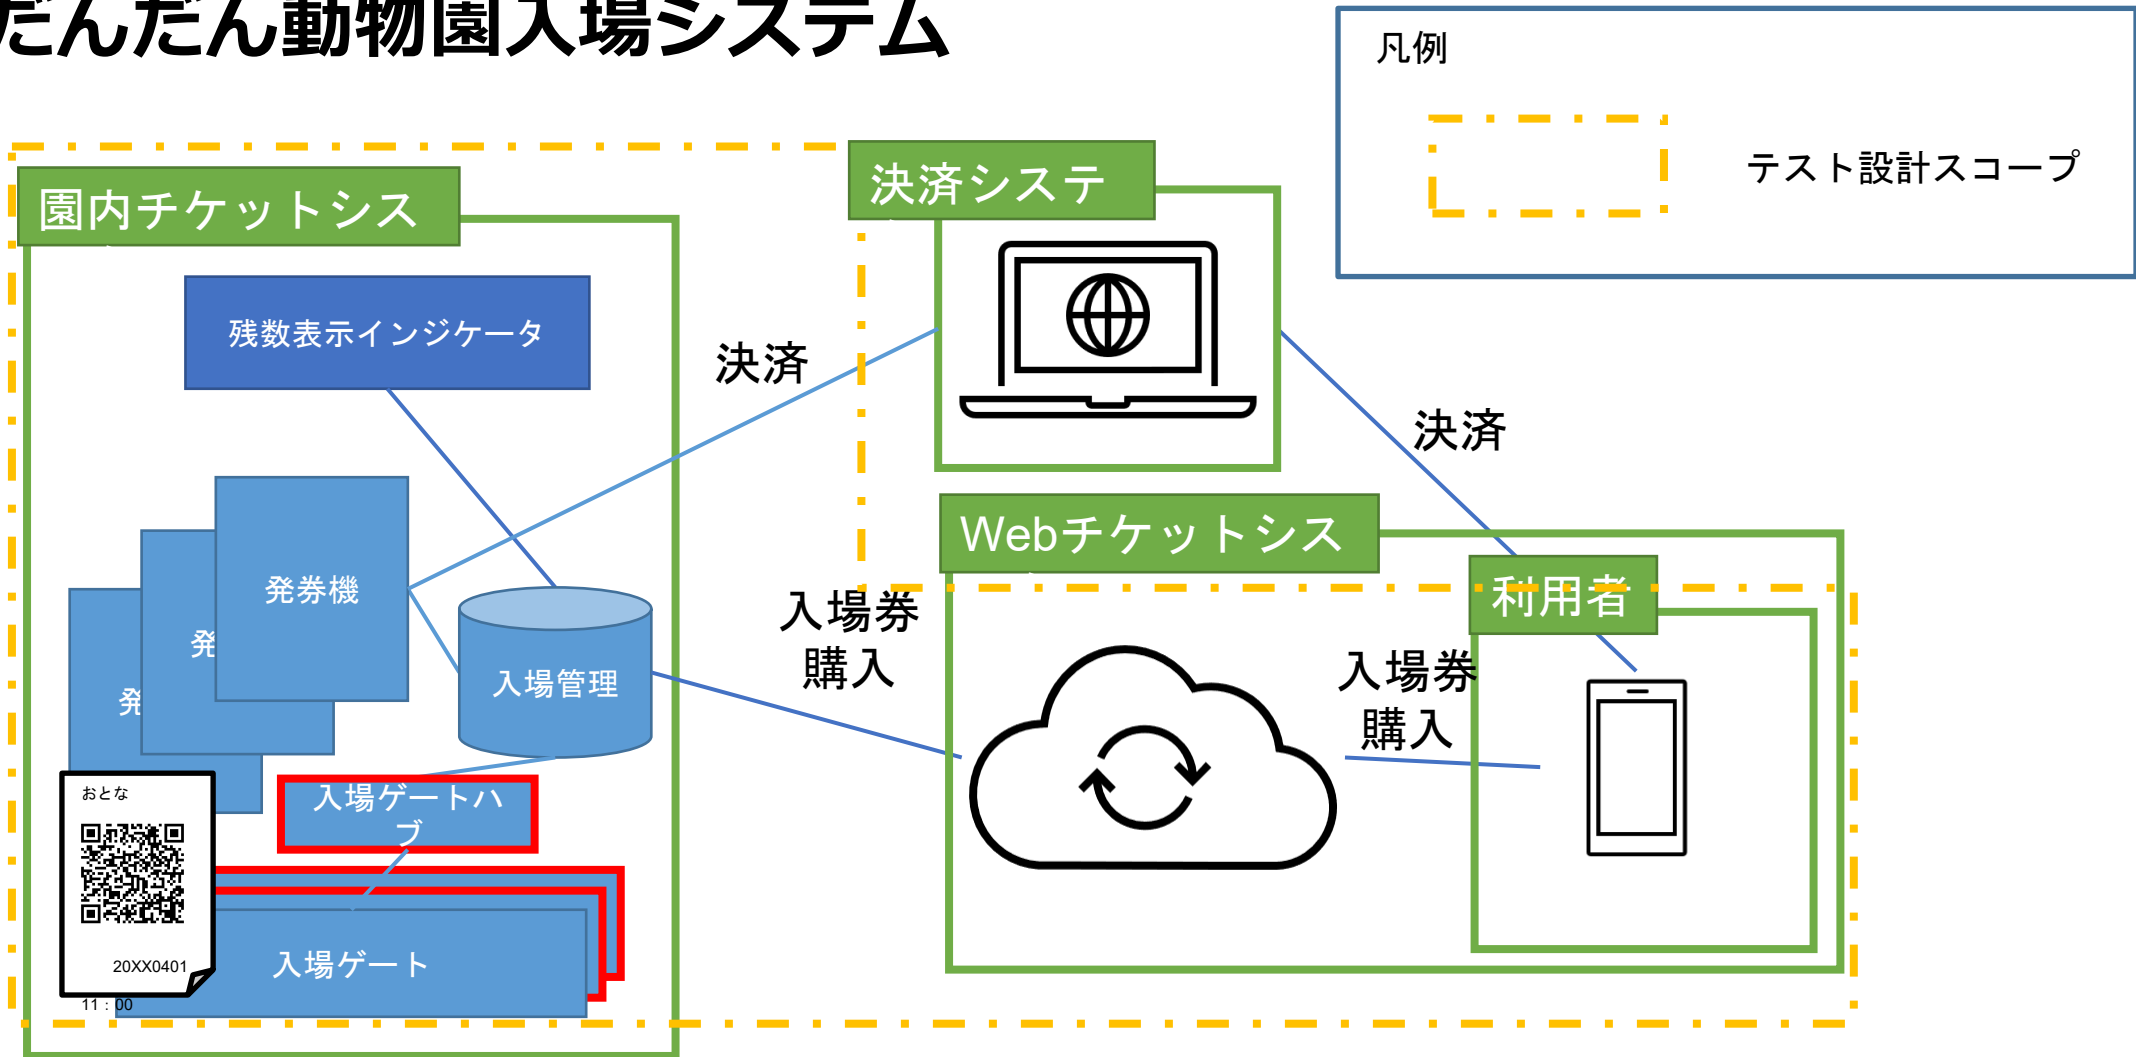 だんだん動物園入場システム
凡例
テスト設計スコープ
園内チケットシス
決済システ
残数表示インジケータ
決済
決済
Webチケットシス
利用者
発券機
発
発
入場管理
入場券
購入
入場券
購入
入場ゲートハ
ブ
おとな
20XX0401
11：00
入場ゲート